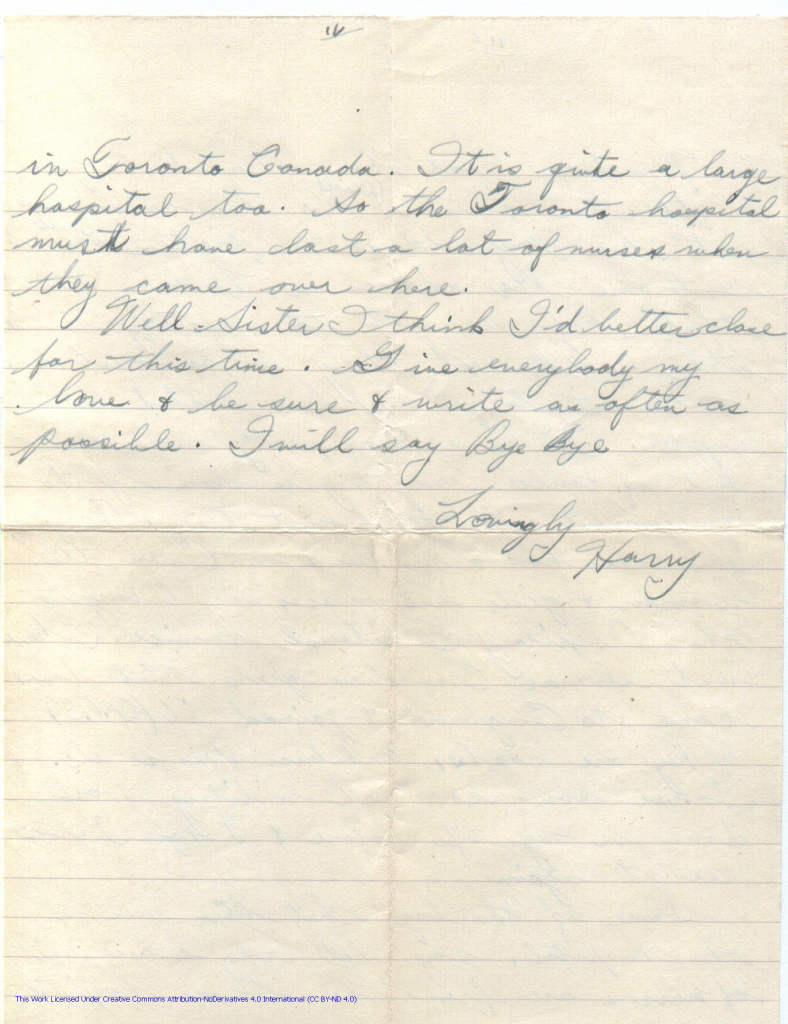 IV
in Toronto Canada. It is quite a large
hospital too. So the Toronto hospital
must have lost a lot of nurses when
they came over here.
Well Sister I think I'd better close
for this time. Give everybody my
love & be sure & write as often as
possible. I will say Bye Bye
Lovingly
Harry
This Work Licensed Under Creative Commons Attribution-NoDerivatives 4.0 International (CC BY-ND 4.0)